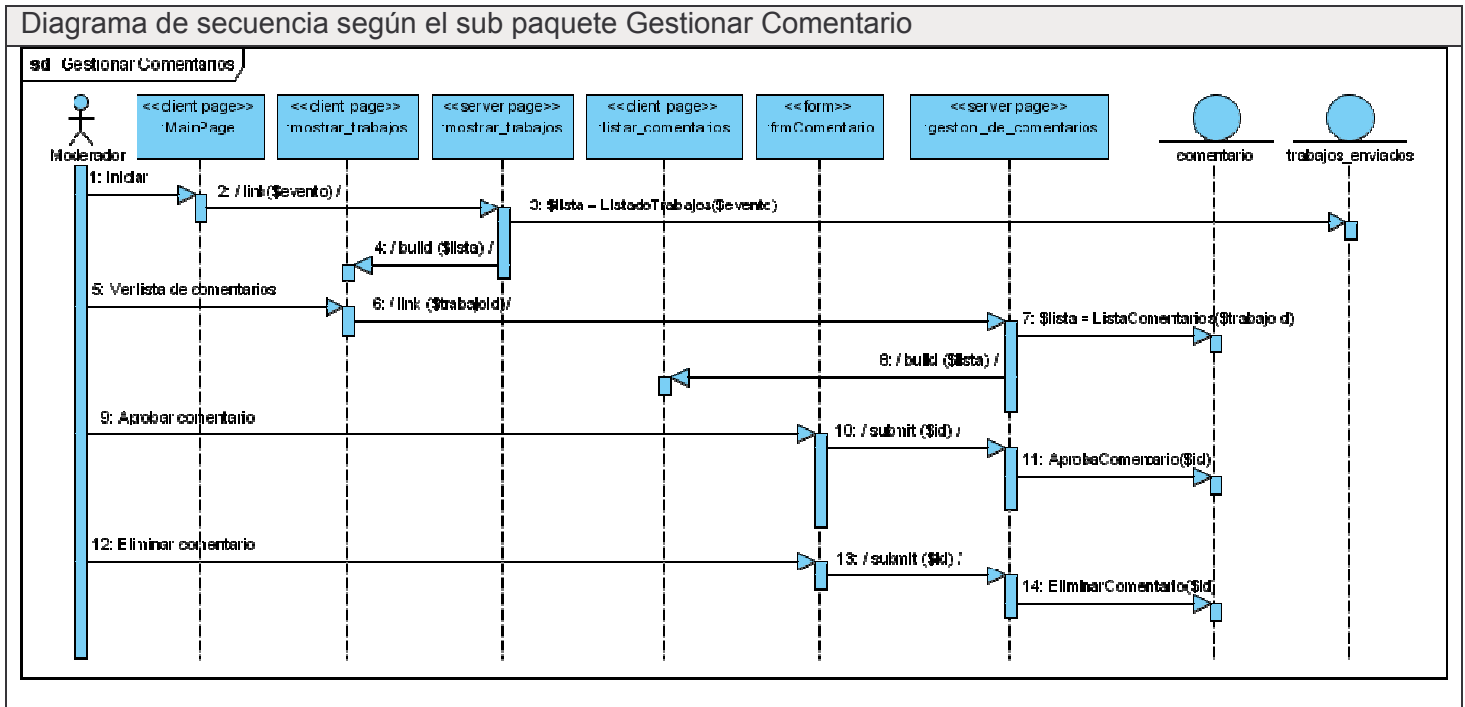 Diagrama de secuencia según el sub paquete Gestionar Comentario
sd Gestionar Comentarios
<<client page>>
:MainPage
<<client page>>
:mostrar_trabajos
<<server page>>
:mostrar_trabajos
<<client page>>
:listar_comentarios
<<form>>
:frmComentario
<<server page>>
:gestori_de_comentarios
Moderador
comentario
trabajos_enviados
1: Iniciar
2: / link($evento) /
3: $lista = ListadoTrabajos($evento)
4: / build ($lista) /
5: Ver lista de comentarios
6: / link ($trabajoId)/
7: $lista = ListaComentarios($trabajoId)
8: / build ($lista) /
9: Aprobar comentario
10: / submit ($id) /
11: ApruebaComentario($id)
12: Eliminar comentario
13: / submit ($id) /
14: EliminarComentario($id)